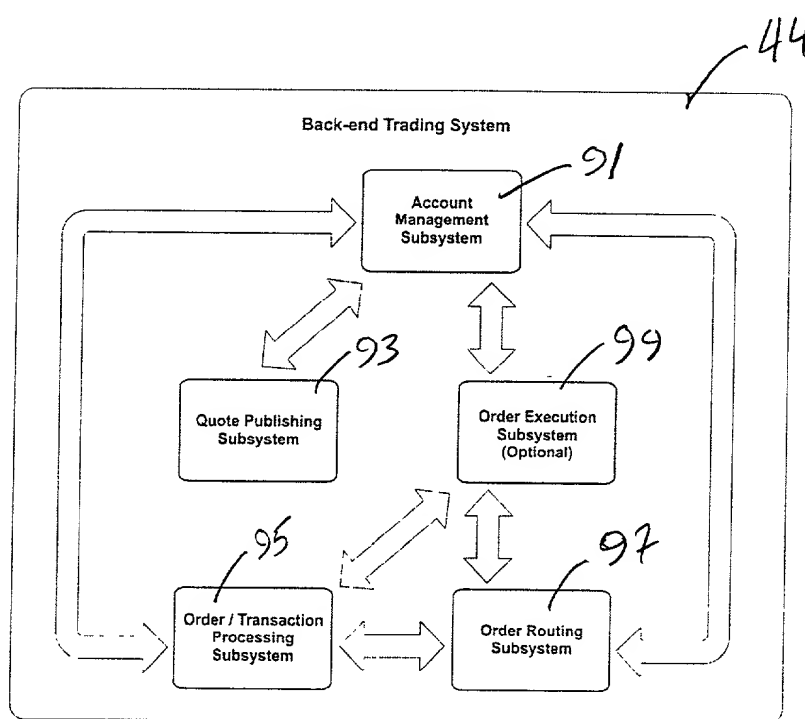 44
Back-end Trading System
91
Account
Management
Subsystem
93
99
Quote Publishing
Subsystem
Order Execution
Subsystem
(Optional)
95
97
Order / Transaction
Processing
Subsystem
Order Routing
Subsystem